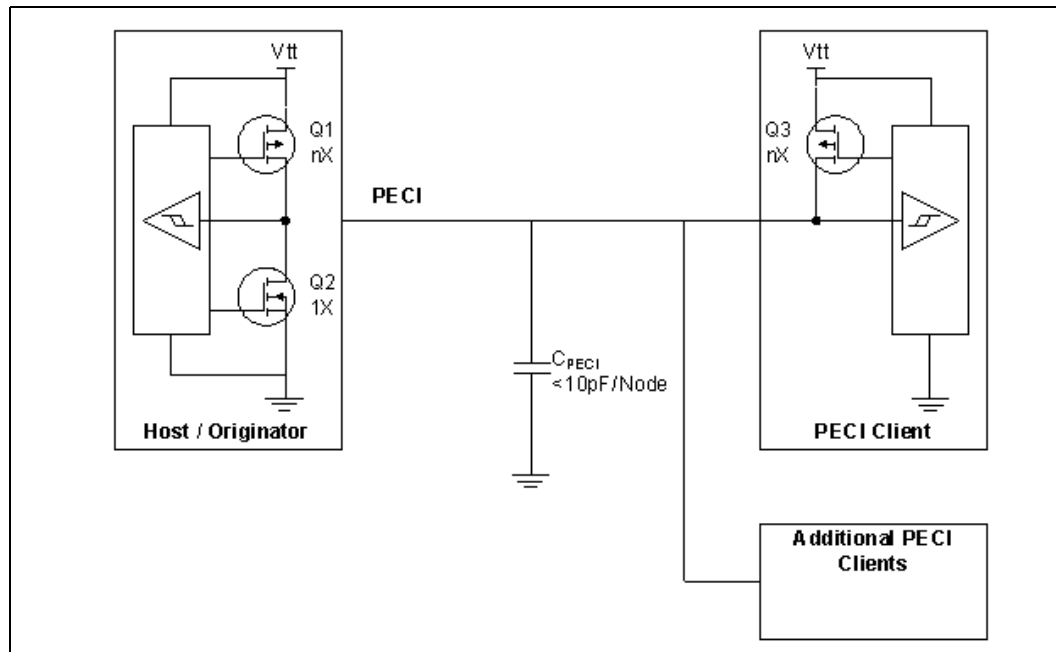 Vtt
Q1
nX
Q2
1X
Host / Originator
PECI
CPECI
<10pF/Node
Vtt
Q3
nX
PECI Client
Additional PECI
Clients